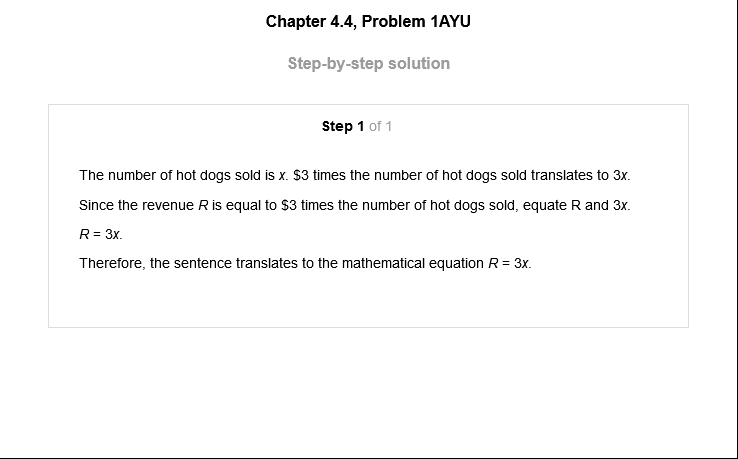 Chapter 4.4, Problem 1AYU
Step-by-step solution
Step 1 of 1
The number of hot dogs sold is x. $3 times the number of hot dogs sold translates to 3x.
Since the revenue R is equal to $3 times the number of hot dogs sold, equate R and 3x.
R = 3x.
Therefore, the sentence translates to the mathematical equation R = 3x.